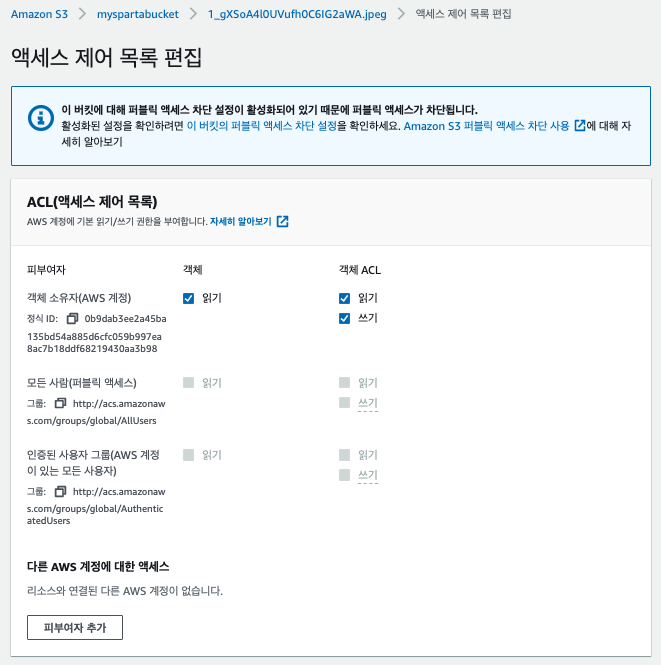 Amazon S3 > myspartabucket > 1_gXSoA4l0UVufh0C6IG2aWA.jpeg > 액세스 제어 목록 편집
액세스 제어 목록 편집
이 버킷에 대해 퍼블릭 액세스 차단 설정이 활성화되어 있기 때문에 퍼블릭 액세스가 차단됩니다.
활성화된 설정을 확인하려면 이 버킷의 퍼블릭 액세스 차단 설정을 확인하세요. Amazon S3 퍼블릭 액세스 차단 사용 에 대해 자
세히 알아보기
ACL(액세스 제어 목록)
AWS 계정에 기본 읽기/쓰기 권한을 부여합니다. 자세히 알아보기
피부여자 객체 객체 ACL
객체 소유자(AWS 계정) 읽기 읽기
정식 ID: 0b9dab3ee2a45ba 쓰기
135bd54a885d6cfc059b997ea
8ac7b18ddf68219430aa3b98
모든 사람(퍼블릭 액세스) 읽기 읽기
그룹: http://acs.amazonaw 쓰기
s.com/groups/global/AllUsers
인증된 사용자 그룹(AWS 계정 읽기 읽기
이 있는 모든 사용자) 쓰기
그룹: http://acs.amazonaw
s.com/groups/global/Authentic
atedUsers
다른 AWS 계정에 대한 액세스
리소스와 연결된 다른 AWS 계정이 없습니다.
피부여자 추가